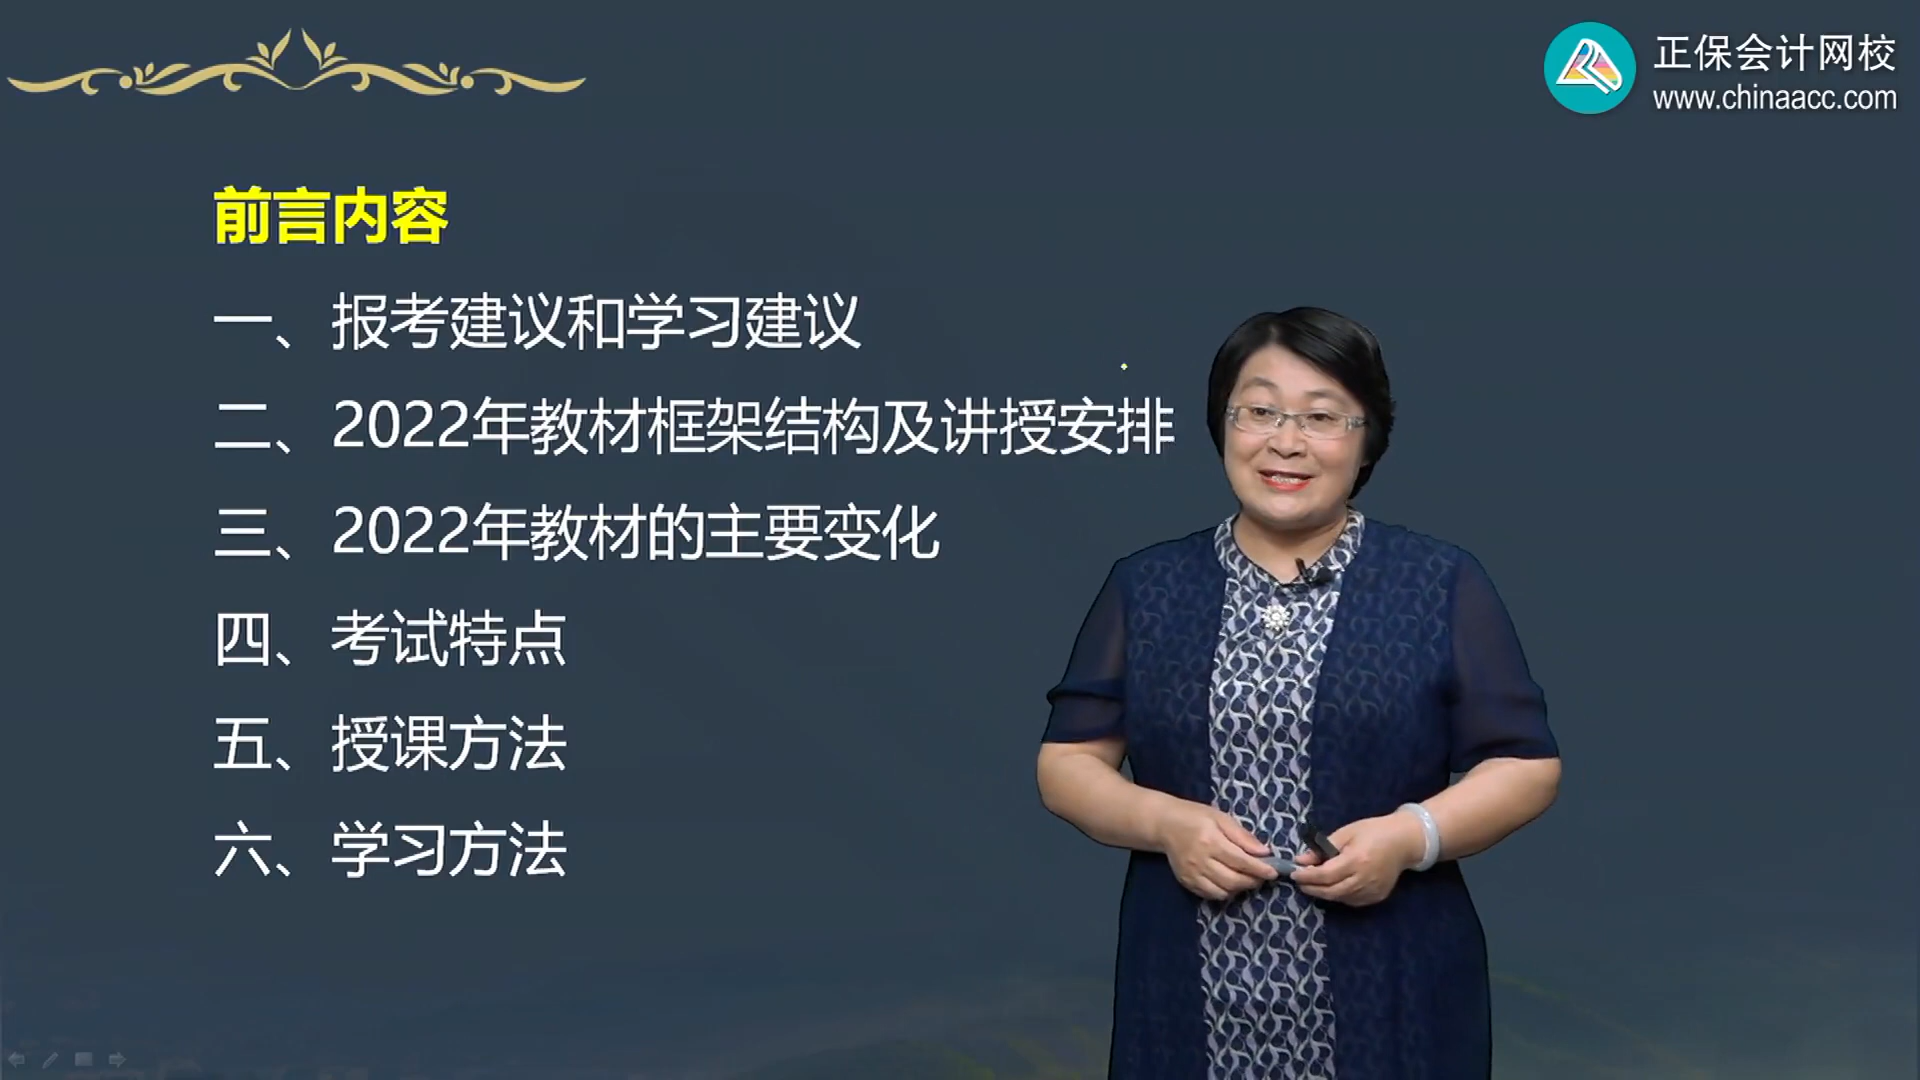 正保会计网校
www.chinaacc.com
前言内容
一、报考建议和学习建议
二、2022年教材框架结构及讲授安排
三、2022年教材的主要变化
四、考试特点
五、授课方法
六、学习方法